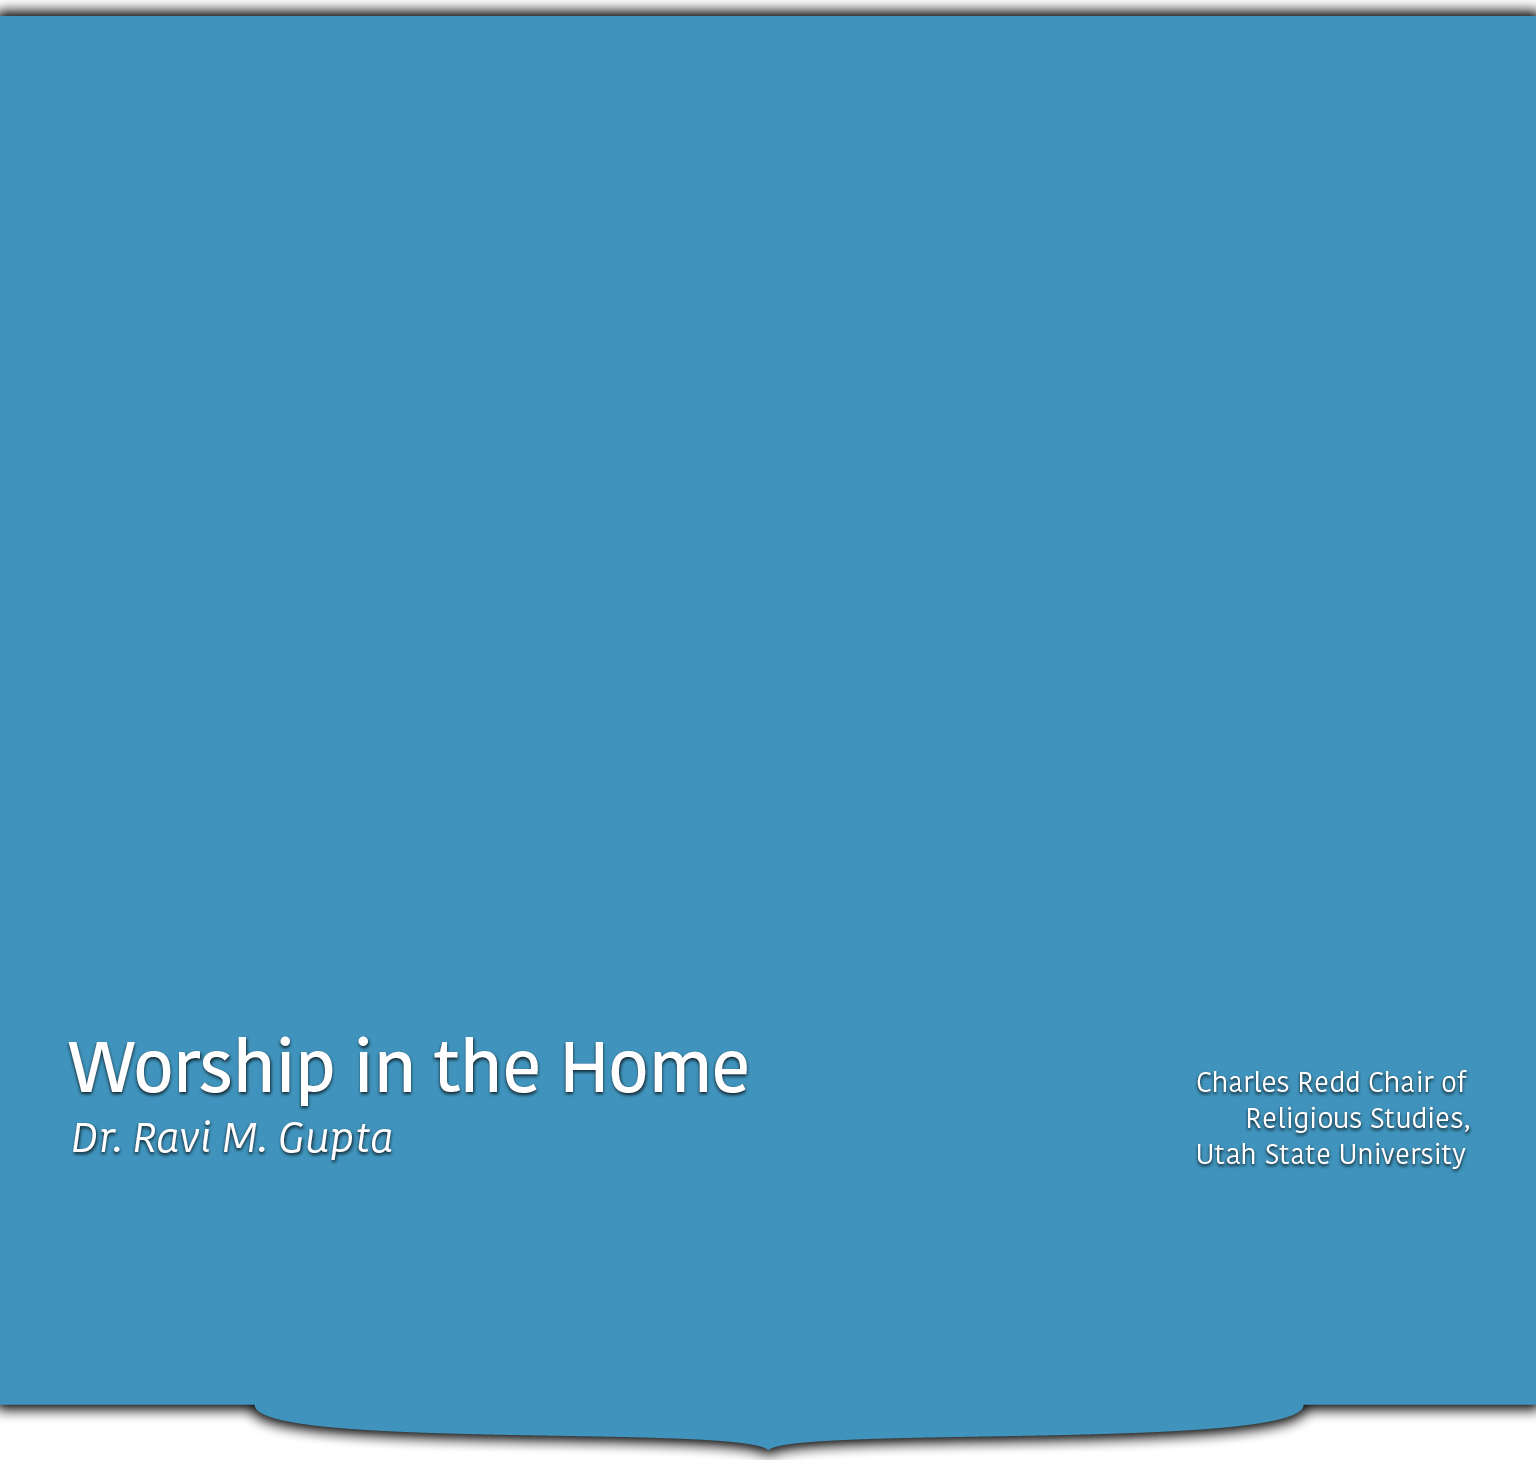 Worship in the Home
Dr. Ravi M. Gupta
Charles Redd Chair of
Religious Studies,
Utah State University